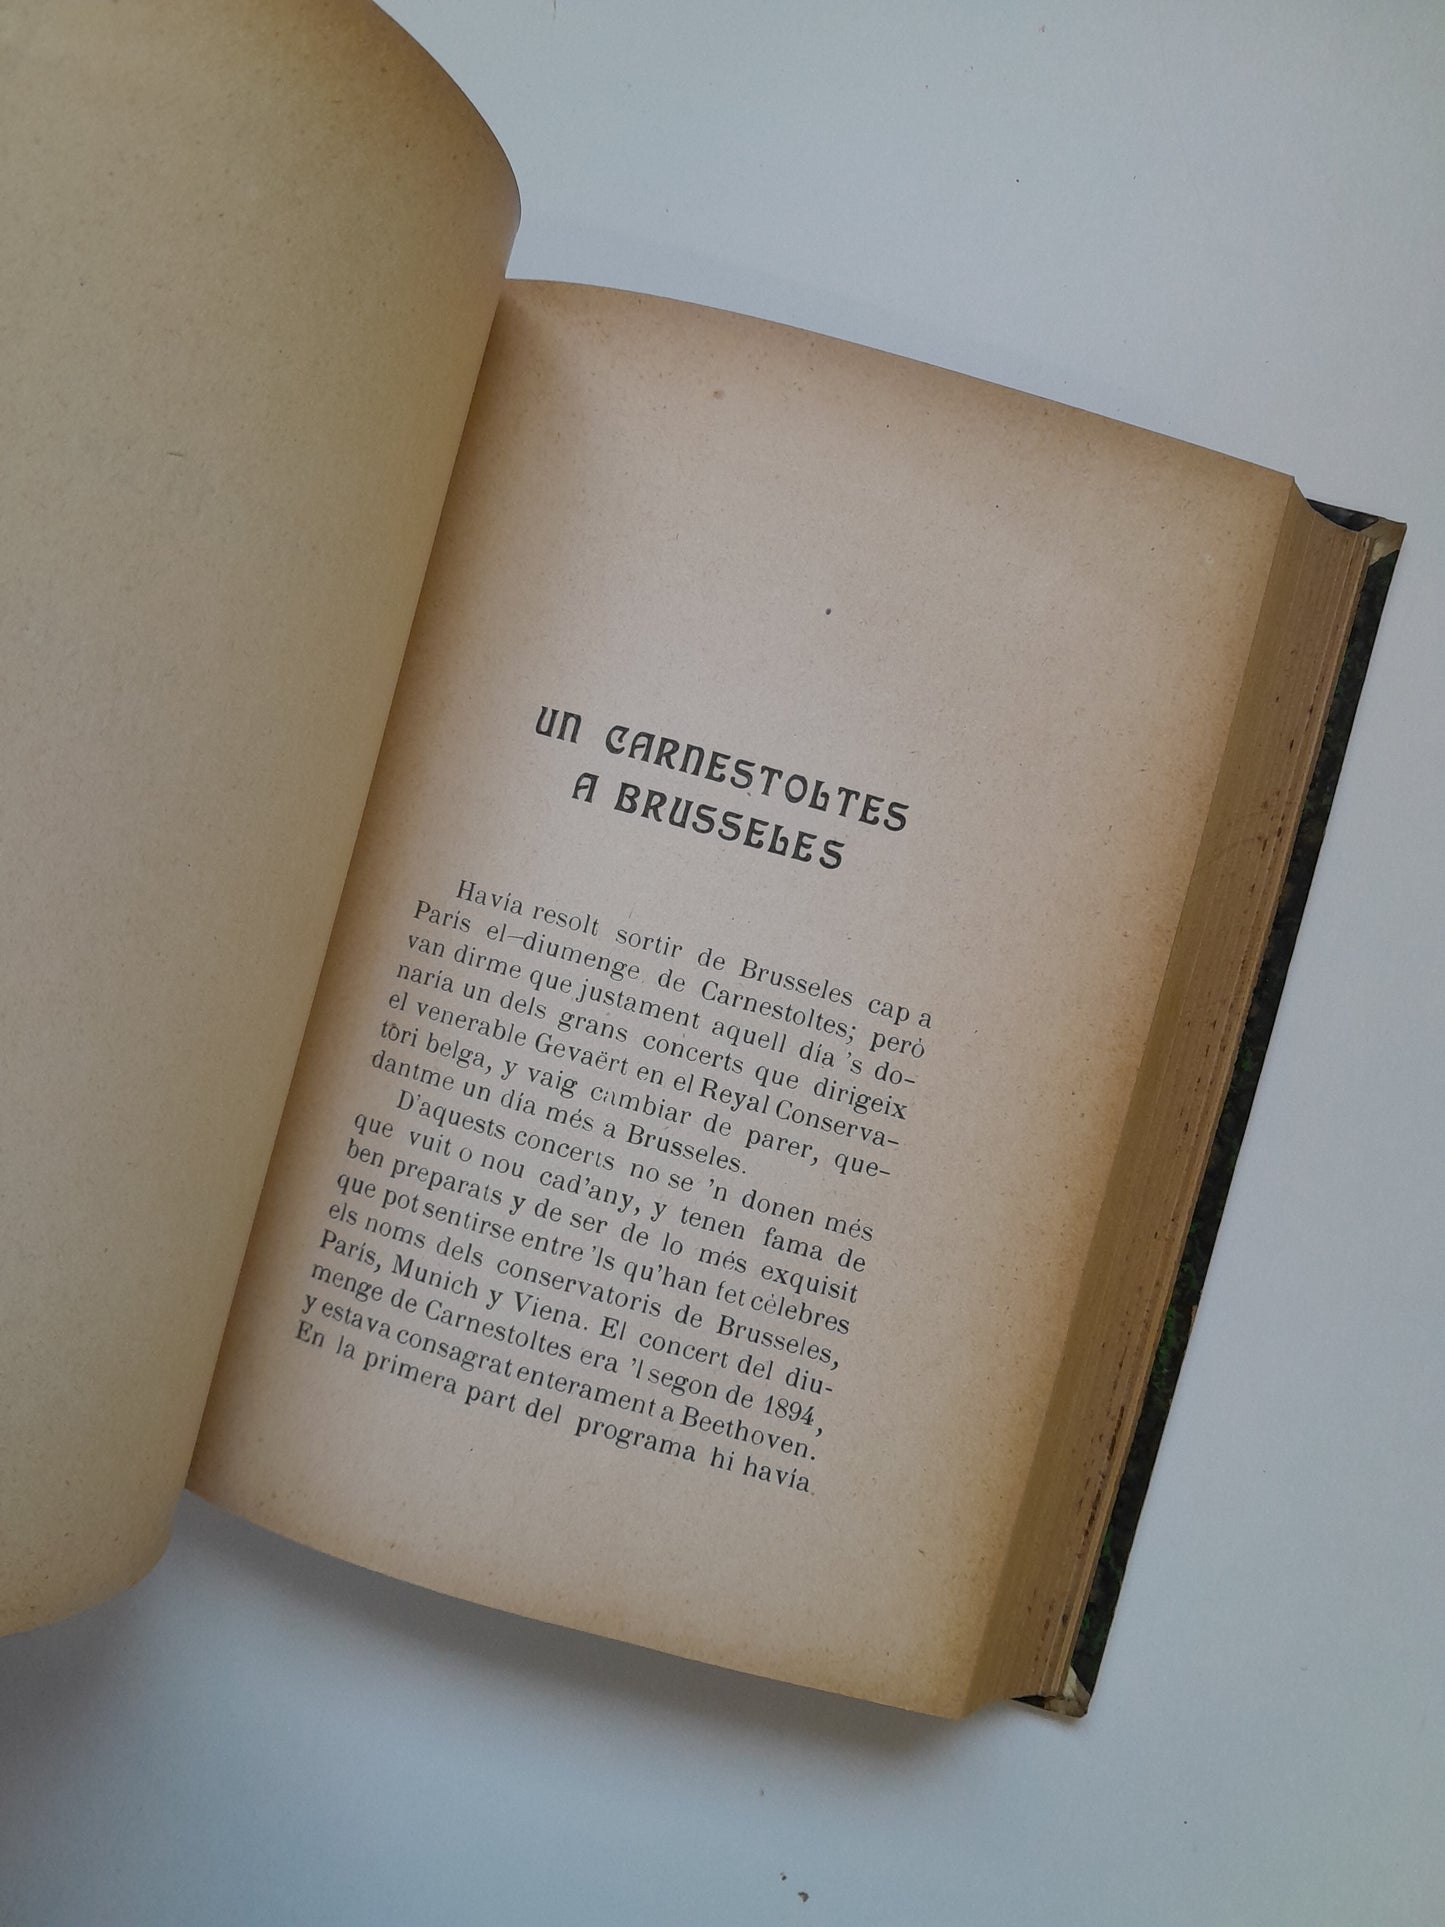 UN CARNESTOLTES
A BRUSSELES
Havía resolt sortir de Brusseles cap a
París el diumenge de Carnestoltes; peró
van dirme que justament aquell día 's do-
naría un dels grans concerts que dirigeix
el venerable Gevaërt en el Reyal Conserva-
tòri belga, y vaig cambiar de parer, que-
dantme un día més a Brusseles.
D'aquests concerts no se 'n donen més
que vuit o nou cad'any, y tenen fama de
ben preparats y de ser de lo més exquisit
que pot sentirse entre 'ls qu'han fet cèlebres
els noms dels conservatoris de Brusseles,
París, Munich y Viena. El concert del diu-
menge de Carnestoltes era 'l segon de 1894,
y estava consagrat enterament a Beethoven.
En la primera part del programa hi havía